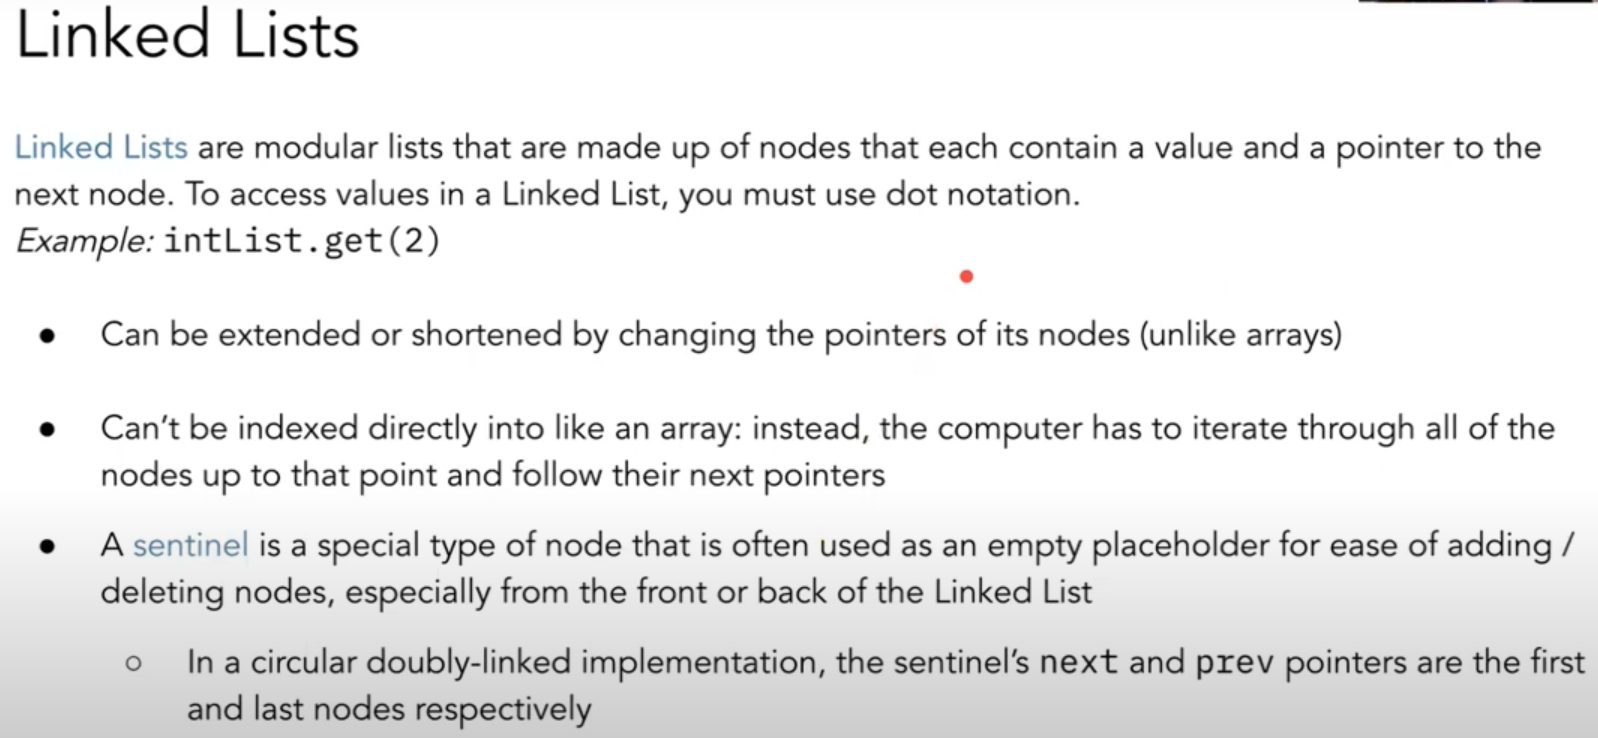 Linked Lists
Linked Lists are modular lists that are made up of nodes that each contain a value and a pointer to the
next node. To access values in a Linked List, you must use dot notation.
Example: intList.get(2)
● Can be extended or shortened by changing the pointers of its nodes (unlike arrays)
● Can’t be indexed directly into like an array: instead, the computer has to iterate through all of the
nodes up to that point and follow their next pointers
● A sentinel is a special type of node that is often used as an empty placeholder for ease of adding /
deleting nodes, especially from the front or back of the Linked List
○ In a circular doubly-linked implementation, the sentinel’s next and prev pointers are the first
and last nodes respectively